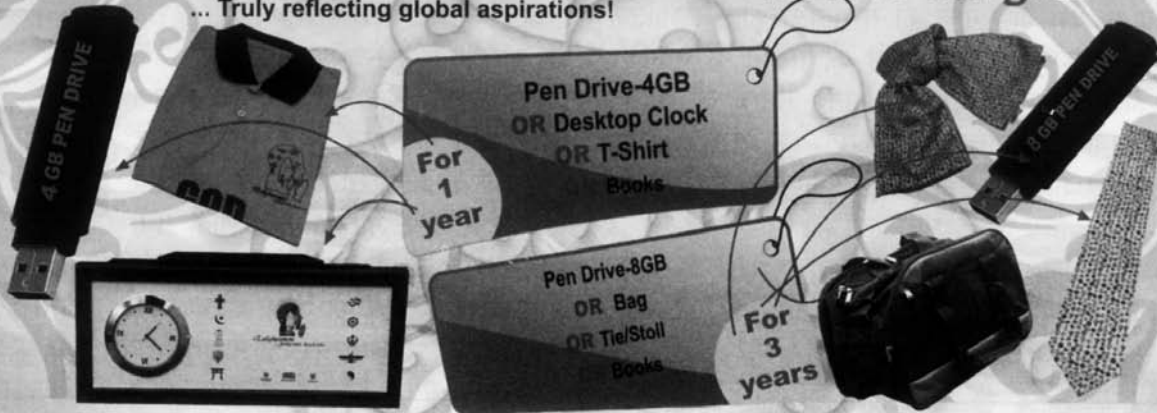 ... Truly reflecting global aspirations!
4 GB PEN DRIVE
GOD
Pen Drive-4GB
OR Desktop Clock
OR T-Shirt
Books
For
1
year
8 GB PEN DRIVE
Pen Drive-8GB
OR Bag
OR Tie/Stoll
Books
For
3
years